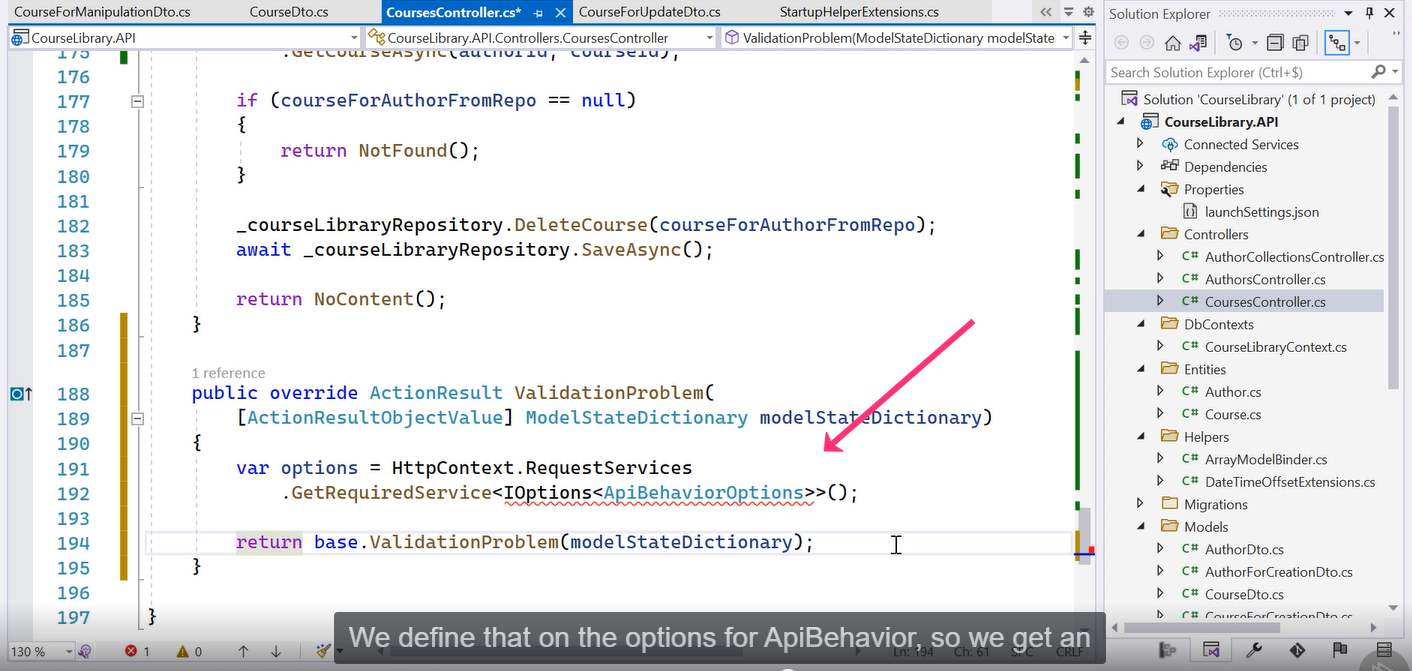 CourseForManipulationDto.cs
CourseDto.cs
CoursesController.cs*
CourseForUpdateDto.cs
StartupHelperExtensions.cs
CourseLibrary.API
CourseLibrary.API.Controllers.CoursesController
ValidationProblem(ModelStateDictionary modelState
175 .GetCourseAsync(authorId, courseId);
176
177 if (courseForAuthorFromRepo == null)
178 {
179 return NotFound();
180 }
181
182 _courseLibraryRepository.DeleteCourse(courseForAuthorFromRepo);
183 await _courseLibraryRepository.SaveAsync();
184
185 return NoContent();
186 }
187
1 reference
188 public override ActionResult ValidationProblem(
189 [ActionResultObjectValue] ModelStateDictionary modelStateDictionary)
190 {
191 var options = HttpContext.RequestServices
192 .GetRequiredService<IOptions<ApiBehaviorOptions>>();
193
194 return base.ValidationProblem(modelStateDictionary);
195 }
196
197 }
We define that on the options for ApiBehavior, so we get an
130 %
1
0
Ln: 194 Ch: 61 SPC CRLF
Solution Explorer
Search Solution Explorer (Ctrl+$)
Solution 'CourseLibrary' (1 of 1 project)
CourseLibrary.API
Connected Services
Dependencies
Properties
launchSettings.json
Controllers
C# AuthorCollectionsController.cs
C# AuthorsController.cs
C# CoursesController.cs
DbContexts
C# CourseLibraryContext.cs
Entities
C# Author.cs
C# Course.cs
Helpers
C# ArrayModelBinder.cs
C# DateTimeOffsetExtensions.cs
Migrations
Models
C# AuthorDto.cs
C# AuthorForCreationDto.cs
C# CourseDto.cs
C# CourseForCreationDto.cs